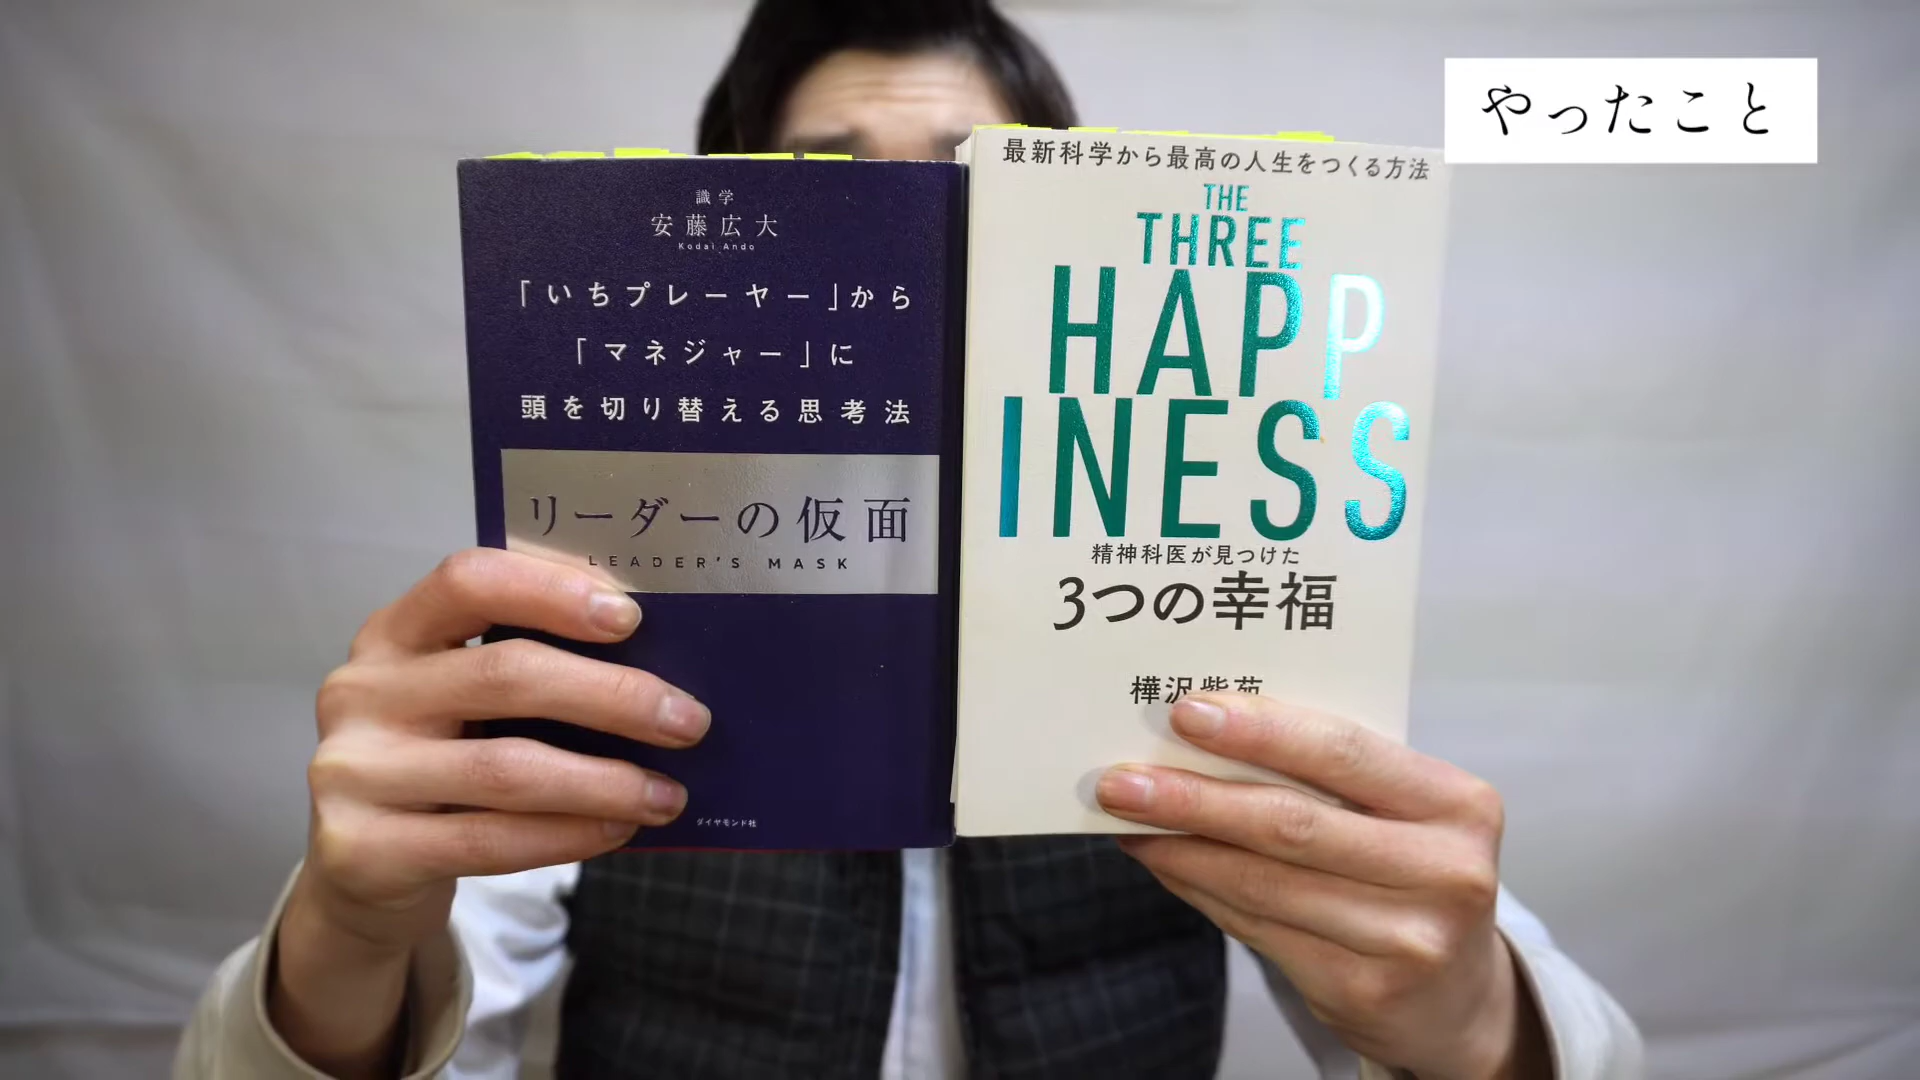 やったこと
識学
安藤広大
Kodai Ando
「いちプレーヤー」から
「マネジャー」に
頭を切り替える思考法
リーダーの仮面
LEADER'S MASK
ダイヤモンド社
最新科学から最高の人生をつくる方法
THE
THREE
HAPP
INESS
精神科医が見つけた
3つの幸福
樺沢紫苑